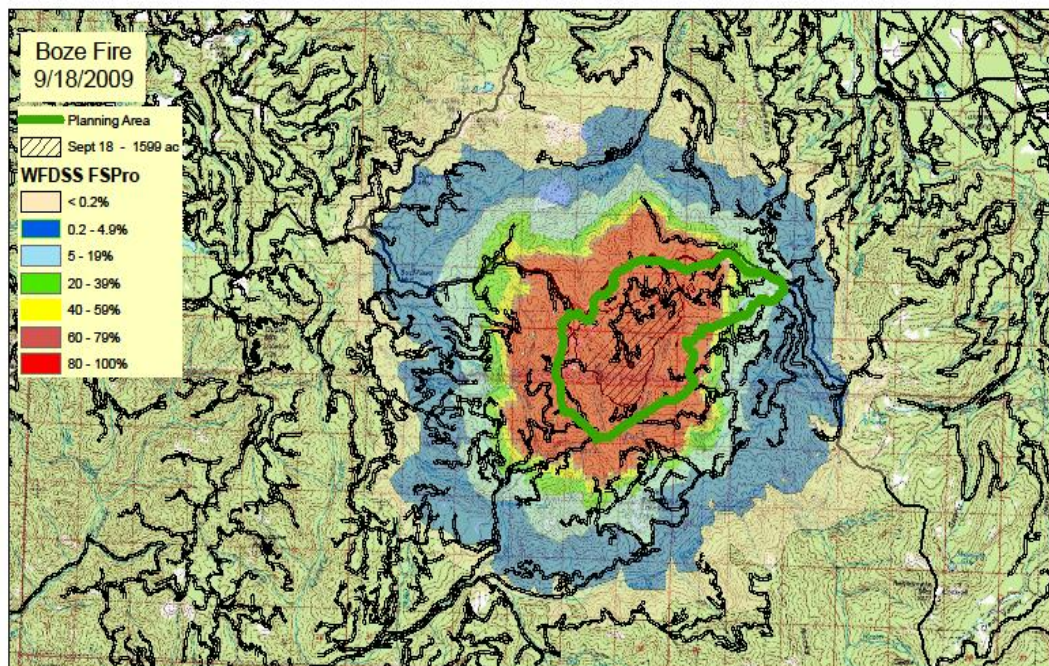 Boze Fire
9/18/2009
Planning Area
Sept 18 - 1599 ac
WFDSS FSPro
< 0.2%
0.2 - 4.9%
5 - 19%
20 - 39%
40 - 59%
60 - 79%
80 - 100%